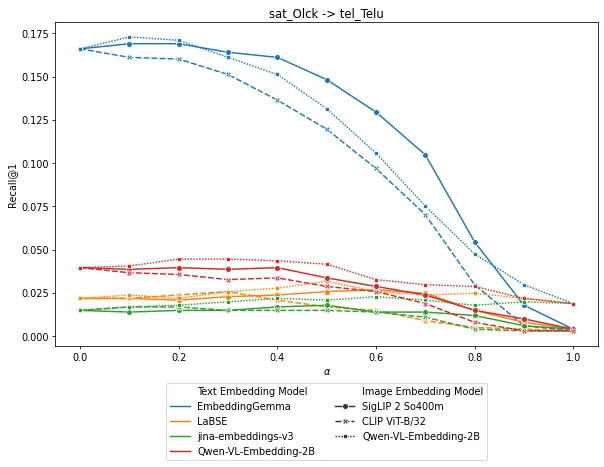 sat_Olck -> tel_Telu
Recall@1
0.175
0.150
0.125
0.100
0.075
0.050
0.025
0.000
0.0 0.2 0.4 0.6 0.8 1.0
α
Text Embedding Model
EmbeddingGemma
LaBSE
jina-embeddings-v3
Qwen-VL-Embedding-2B
Image Embedding Model
SigLIP 2 So400m
CLIP ViT-B/32
Qwen-VL-Embedding-2B